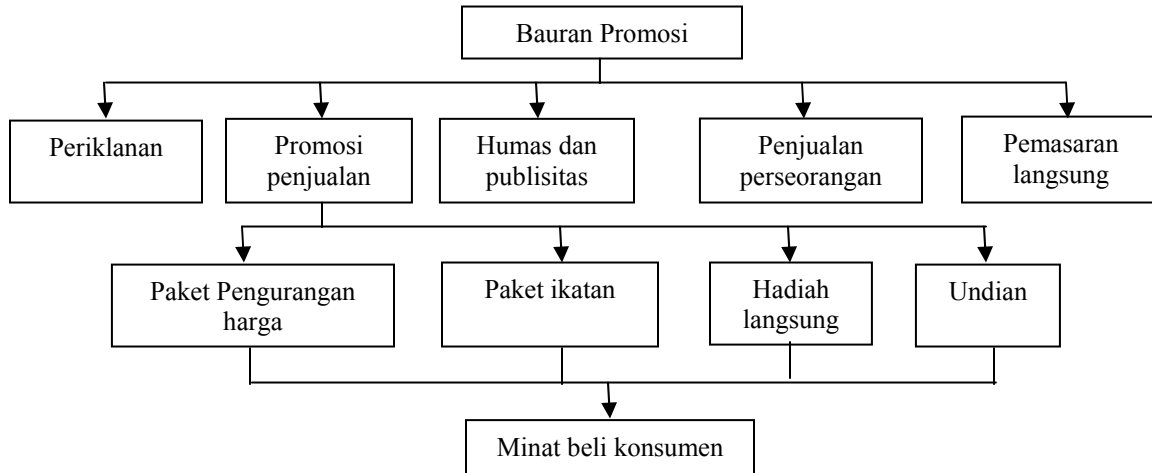 Bauran Promosi
Periklanan
Promosi
penjualan
Humas dan
publisitas
Penjualan
perseorangan
Pemasaran
langsung
Paket Pengurangan
harga
Paket ikatan
Hadiah
langsung
Undian
Minat beli konsumen